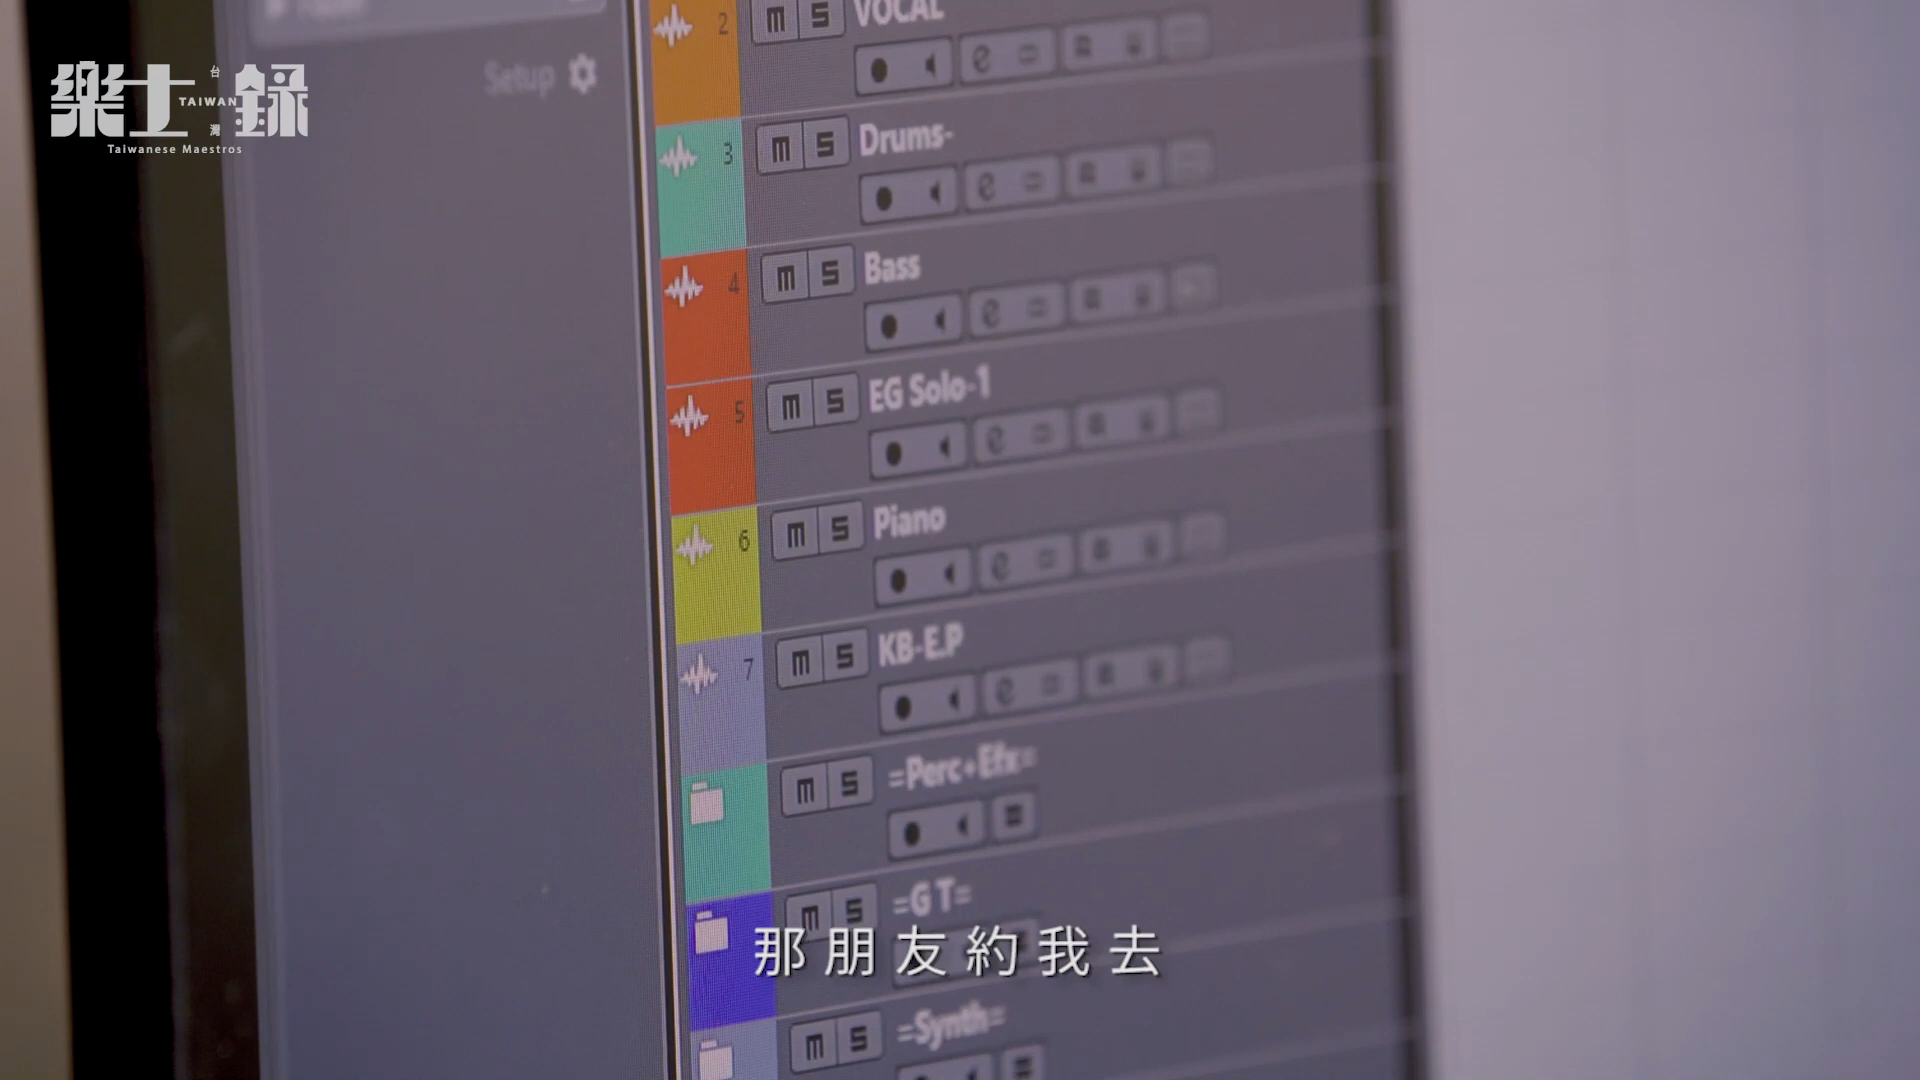 樂士錄
台
TAIWAN
灣
Taiwanese Maestros
Setup
2 m S VOCAL
3 m S Drums-
4 m S Bass
5 m S EG Solo-1
6 m S Piano
7 m S KB-E.P
m S =Perc+Efx=
m S =G T=
那朋友約我去
m S =Synth=